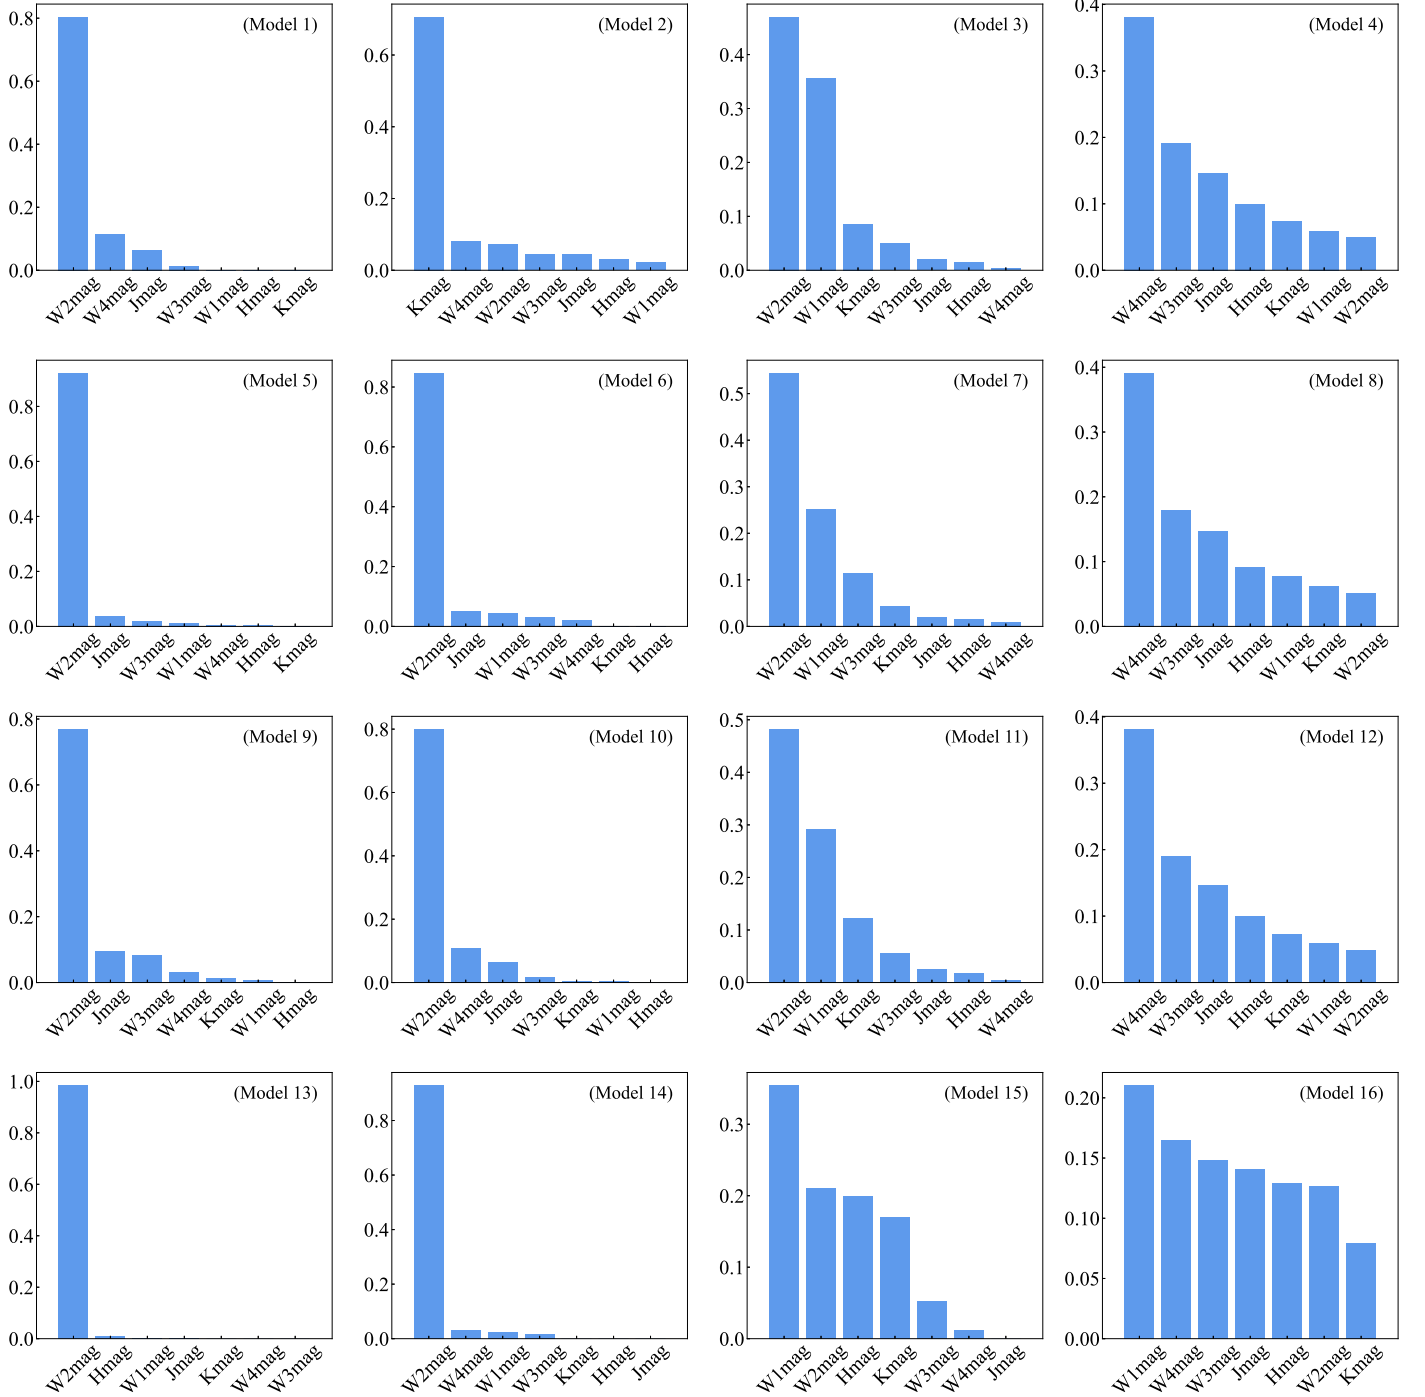 (Model 1)
0.8
0.6
0.4
0.2
0.0
W2mag W4mag Jmag W3mag W1mag Hmag Kmag
(Model 2)
0.6
0.4
0.2
0.0
Kmag W4mag W2mag W3mag Jmag Hmag W1mag
(Model 3)
0.4
0.3
0.2
0.1
0.0
W2mag W1mag Kmag W3mag Jmag Hmag W4mag
(Model 4)
0.4
0.3
0.2
0.1
0.0
W4mag W3mag Jmag Hmag Kmag W1mag W2mag
(Model 5)
0.8
0.6
0.4
0.2
0.0
W2mag Jmag W3mag W1mag W4mag Hmag Kmag
(Model 6)
0.8
0.6
0.4
0.2
0.0
W2mag Jmag W1mag W3mag W4mag Kmag Hmag
(Model 7)
0.5
0.4
0.3
0.2
0.1
0.0
W2mag W1mag W3mag Kmag Jmag Hmag W4mag
(Model 8)
0.4
0.3
0.2
0.1
0.0
W4mag W3mag Jmag Hmag W1mag Kmag W2mag
(Model 9)
0.8
0.6
0.4
0.2
0.0
W2mag Jmag W3mag W4mag Kmag W1mag Hmag
(Model 10)
0.8
0.6
0.4
0.2
0.0
W2mag W4mag Jmag W3mag Kmag W1mag Hmag
(Model 11)
0.5
0.4
0.3
0.2
0.1
0.0
W2mag W1mag Kmag W3mag Jmag Hmag W4mag
(Model 12)
0.4
0.3
0.2
0.1
0.0
W4mag W3mag Jmag Hmag Kmag W1mag W2mag
(Model 13)
1.0
0.8
0.6
0.4
0.2
0.0
W2mag Hmag W1mag Jmag Kmag W4mag W3mag
(Model 14)
0.8
0.6
0.4
0.2
0.0
W2mag W4mag W1mag W3mag Kmag Hmag Jmag
(Model 15)
0.3
0.2
0.1
0.0
W1mag W2mag Hmag Kmag W3mag W4mag Jmag
(Model 16)
0.20
0.15
0.10
0.05
0.00
W1mag W4mag W3mag Jmag Hmag W2mag Kmag